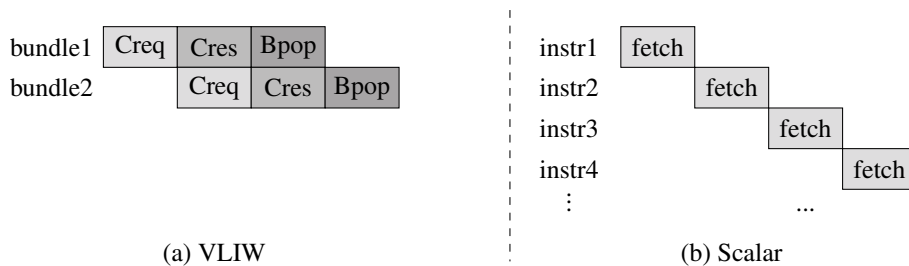 bundle1 Creq Cres Bpop
bundle2 Creq Cres Bpop
(a) VLIW
instr1 fetch
instr2 fetch
instr3 fetch
instr4 fetch
⋮ ...
(b) Scalar